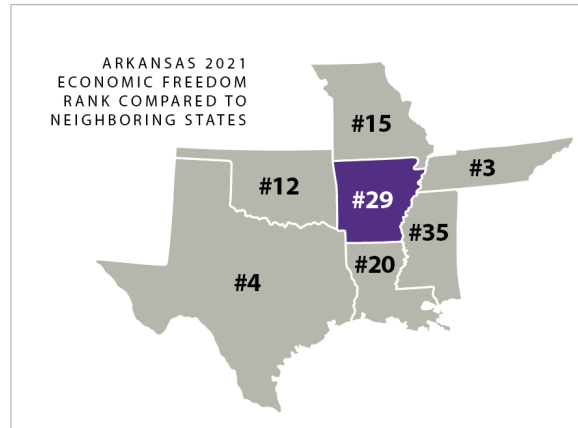 ARKANSAS 2021
ECONOMIC FREEDOM
RANK COMPARED TO
NEIGHBORING STATES
#15
#3
#12
#29
#35
#20
#4